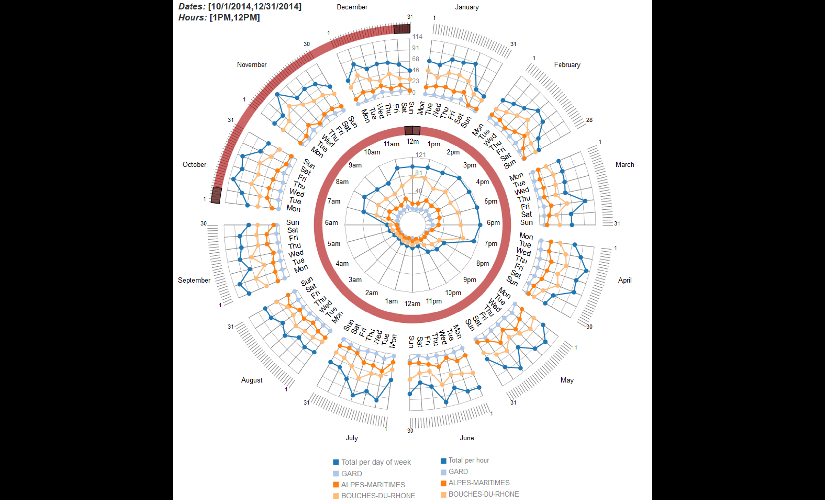 Dates: [10/1/2014,12/31/2014]
Hours: [1PM,12PM]
December
31
1
January
1
31
114
91
68
46
23
0
November
30
1
February
1
28
Mon
Tue
Wed
Thu
Fri
Sat
Sun
October
31
1
March
1
31
September
30
1
April
1
30
August
31
1
May
1
31
July
31
1
June
1
30
12m
1pm
2pm
3pm
4pm
5pm
6pm
7pm
8pm
9pm
10pm
11pm
12am
1am
2am
3am
4am
5am
6am
7am
8am
9am
10am
11am
121
81
40
Total per day of week
GARD
ALPES-MARITIMES
BOUCHES-DU-RHONE
Total per hour
GARD
ALPES-MARITIMES
BOUCHES-DU-RHONE